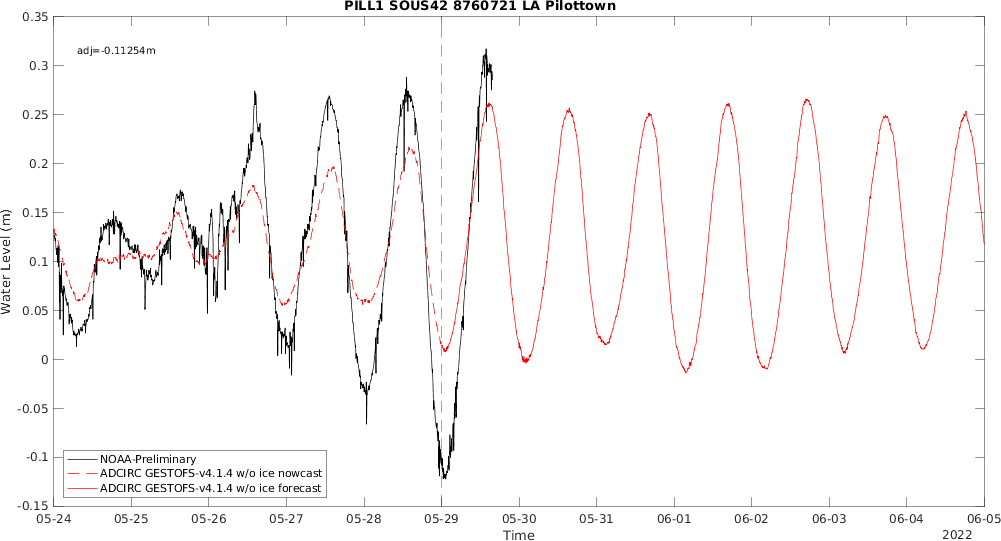 PILL1 SOUS42 8760721 LA Pilottown
adj=-0.11254m
0.35
0.3
0.25
0.2
0.15
0.1
0.05
0
-0.05
-0.1
-0.15
Water Level (m)
NOAA-Preliminary
ADCIRC GESTOFS-v4.1.4 w/o ice nowcast
ADCIRC GESTOFS-v4.1.4 w/o ice forecast
05-24 05-25 05-26 05-27 05-28 05-29 05-30 05-31 06-01 06-02 06-03 06-04 06-05
Time
2022